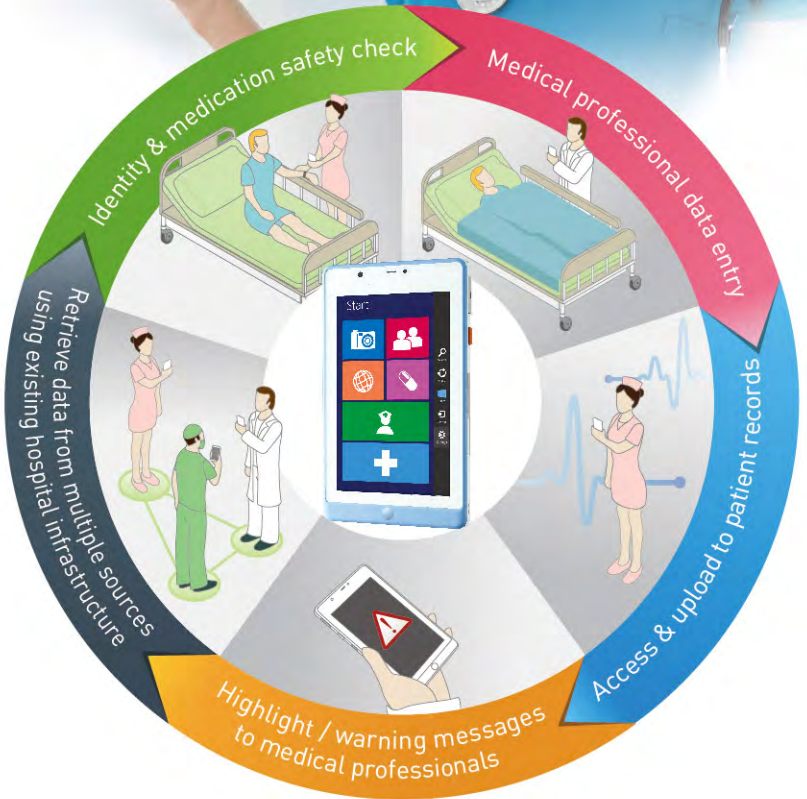 Identity & medication safety check
Medical professional data entry
Access & upload to patient records
Highlight / warning messages
to medical professionals
Retrieve data from multiple sources
using existing hospital infrastructure
Start